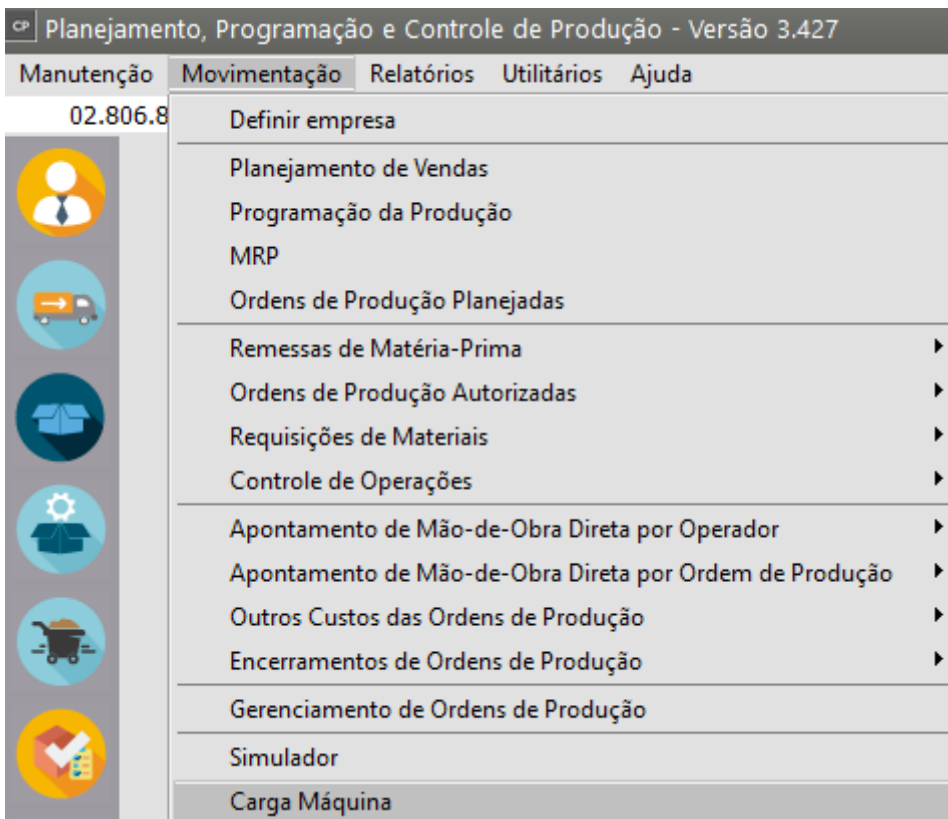 CP Planejamento, Programação e Controle de Produção - Versão 3.427
Manutenção Movimentação Relatórios Utilitários Ajuda
02.806.8
Definir empresa
Planejamento de Vendas
Programação da Produção
MRP
Ordens de Produção Planejadas
Remessas de Matéria-Prima
Ordens de Produção Autorizadas
Requisições de Materiais
Controle de Operações
Apontamento de Mão-de-Obra Direta por Operador
Apontamento de Mão-de-Obra Direta por Ordem de Produção
Outros Custos das Ordens de Produção
Encerramentos de Ordens de Produção
Gerenciamento de Ordens de Produção
Simulador
Carga Máquina